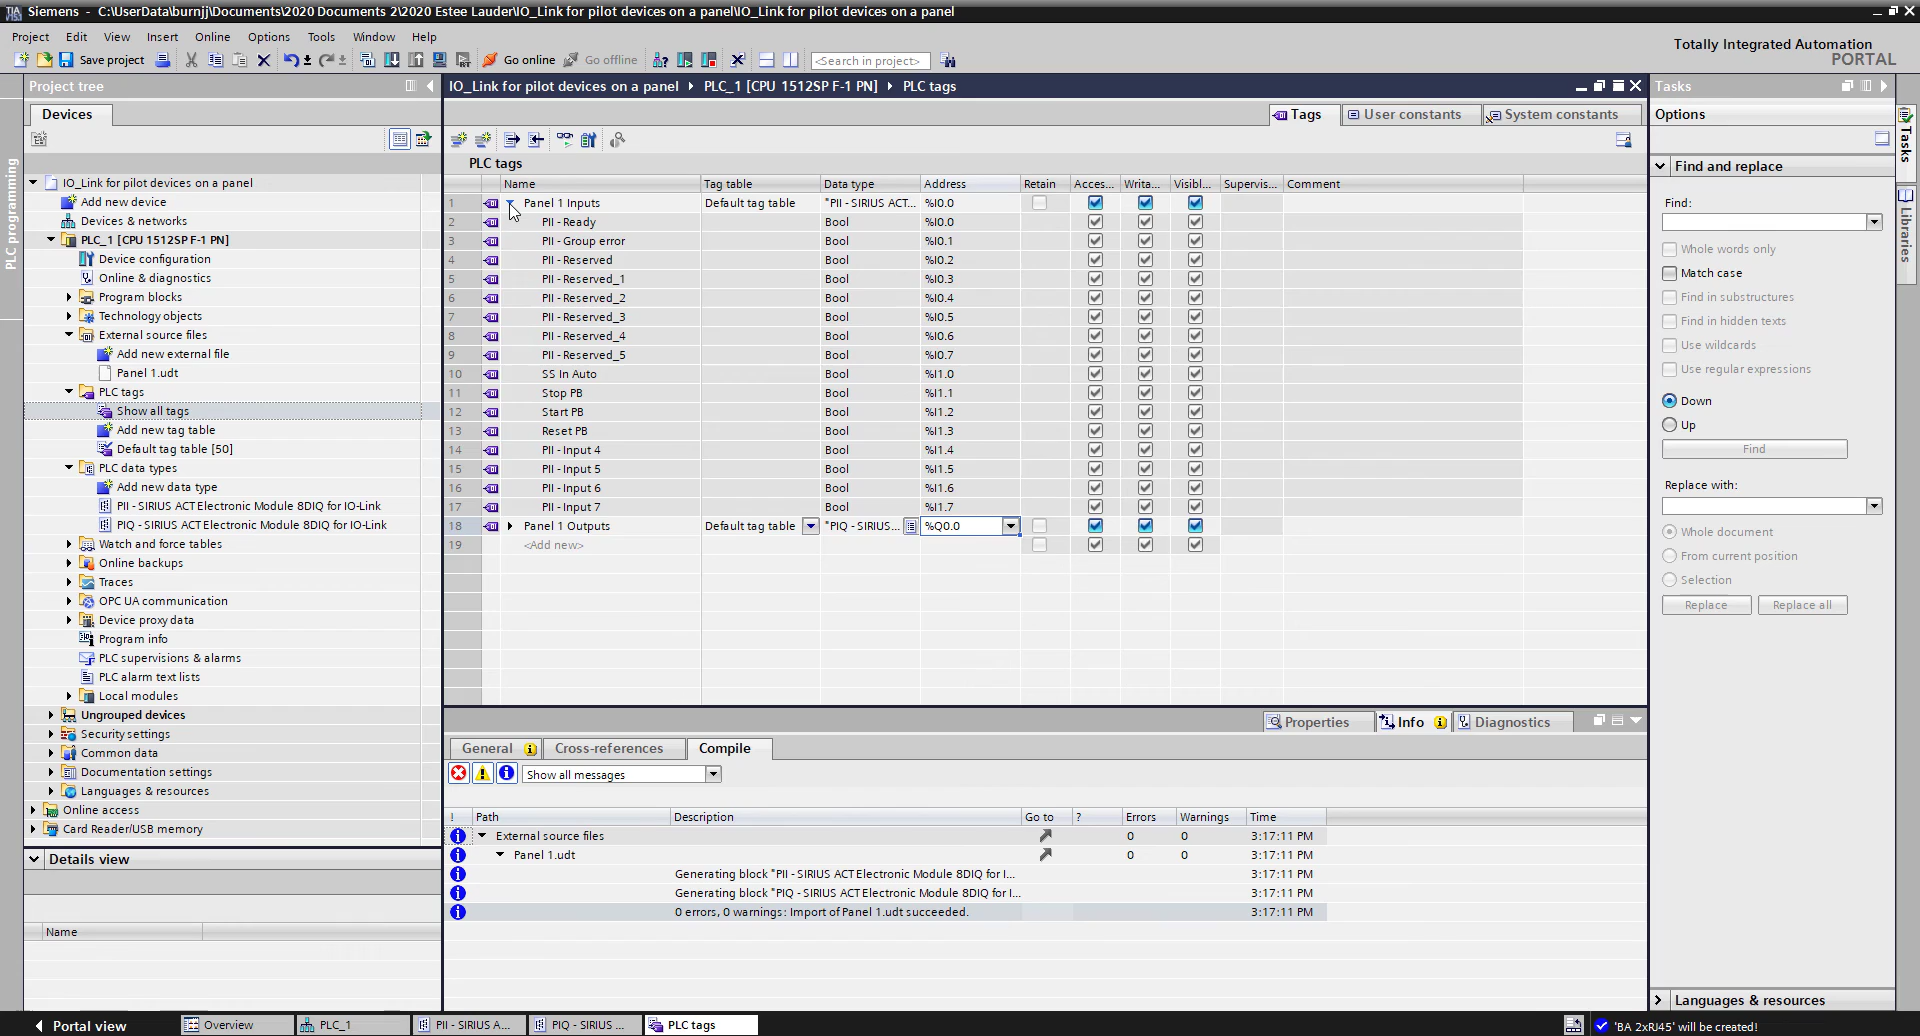 Siemens - C:\UserData\burnjj\Documents\2020 Documents 2\2020 Estee Lauder\IO_Link for pilot devices on a panel\IO_Link for pilot devices on a panel
Project Edit View Insert Online Options Tools Window Help
Totally Integrated Automation
PORTAL
Save project Go online Go offline <Search in project>
Project tree
IO_Link for pilot devices on a panel PLC_1 [CPU 1512SP F-1 PN] PLC tags
Tasks
Devices
Tags User constants System constants
Options
PLC programming
IO_Link for pilot devices on a panel
Add new device
Devices & networks
PLC_1 [CPU 1512SP F-1 PN]
Device configuration
Online & diagnostics
Program blocks
Technology objects
External source files
Add new external file
Panel 1.udt
PLC tags
Show all tags
Add new tag table
Default tag table [50]
PLC data types
Add new data type
PII - SIRIUS ACT Electronic Module 8DIQ for IO-Link
PIQ - SIRIUS ACT Electronic Module 8DIQ for IO-Link
Watch and force tables
Online backups
Traces
OPC UA communication
Device proxy data
Program info
PLC supervisions & alarms
PLC alarm text lists
Local modules
Ungrouped devices
Security settings
Common data
Documentation settings
Languages & resources
Online access
Card Reader/USB memory
Details view
Name
PLC tags
Name Tag table Data type Address Retain Acces... Writa... Visibl... Supervis... Comment
1 Panel 1 Inputs Default tag table "PII - SIRIUS ACT... %I0.0
2 PII - Ready Bool %I0.0
3 PII - Group error Bool %I0.1
4 PII - Reserved Bool %I0.2
5 PII - Reserved_1 Bool %I0.3
6 PII - Reserved_2 Bool %I0.4
7 PII - Reserved_3 Bool %I0.5
8 PII - Reserved_4 Bool %I0.6
9 PII - Reserved_5 Bool %I0.7
10 SS In Auto Bool %I1.0
11 Stop PB Bool %I1.1
12 Start PB Bool %I1.2
13 Reset PB Bool %I1.3
14 PII - Input 4 Bool %I1.4
15 PII - Input 5 Bool %I1.5
16 PII - Input 6 Bool %I1.6
17 PII - Input 7 Bool %I1.7
18 Panel 1 Outputs Default tag table "PIQ - SIRIUS... %Q0.0
19 <Add new>
Properties Info Diagnostics
General Cross-references Compile
Show all messages
! Path Description Go to ? Errors Warnings Time
External source files 0 0 3:17:11 PM
Panel 1.udt 0 0 3:17:11 PM
Generating block "PII - SIRIUS ACT Electronic Module 8DIQ for I... 3:17:11 PM
Generating block "PIQ - SIRIUS ACT Electronic Module 8DIQ for I... 3:17:11 PM
0 errors, 0 warnings: Import of Panel 1.udt succeeded. 3:17:11 PM
Find and replace
Find:
Whole words only
Match case
Find in substructures
Find in hidden texts
Use wildcards
Use regular expressions
Down
Up
Find
Replace with:
Whole document
From current position
Selection
Replace Replace all
Languages & resources
Tasks
Libraries
Portal view Overview PLC_1 PII - SIRIUS A... PIQ - SIRIUS ... PLC tags 'BA 2xRJ45' will be created!